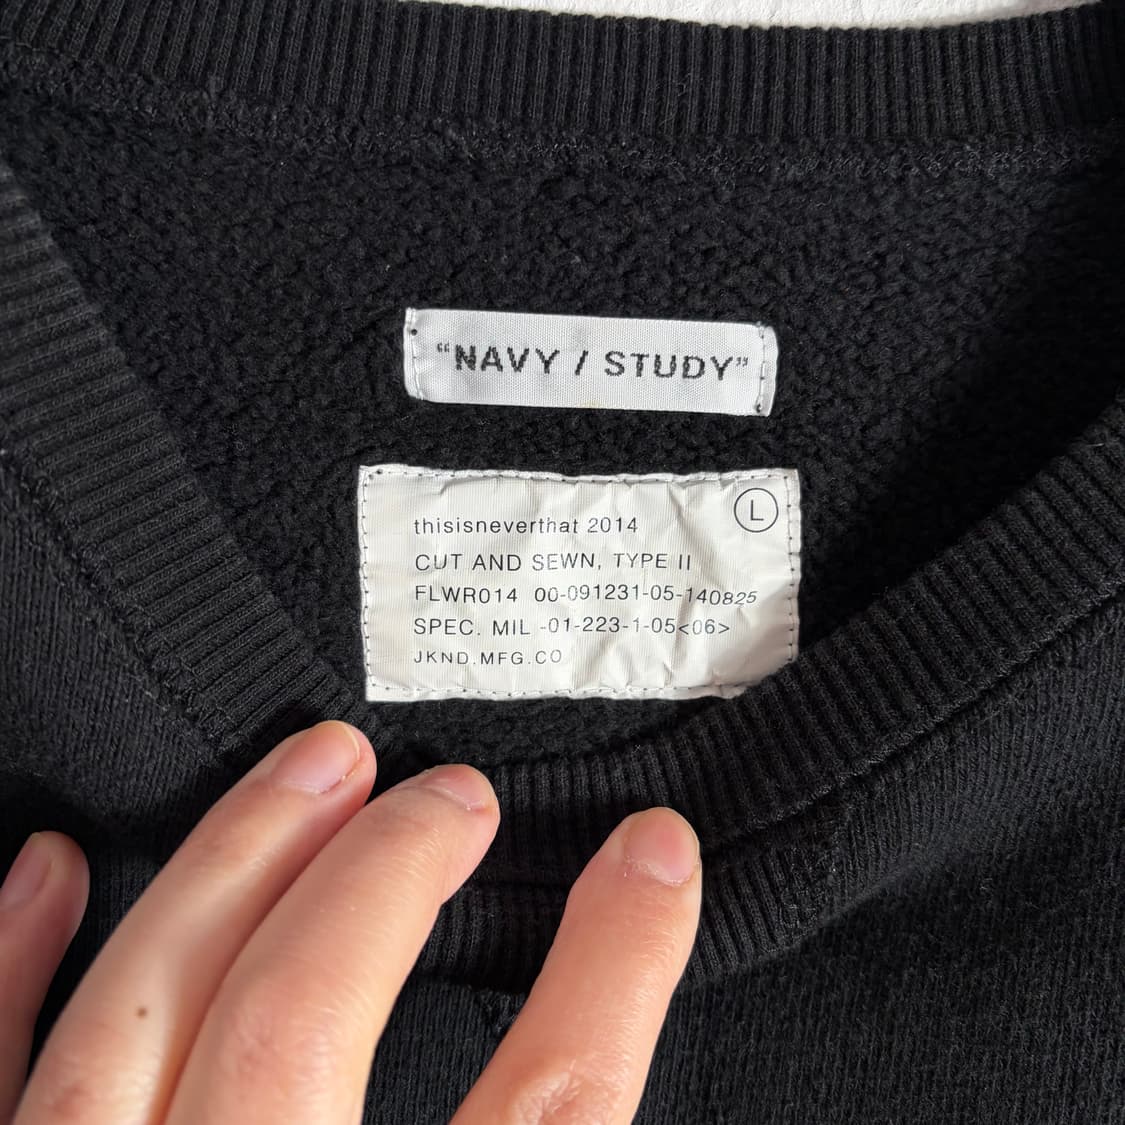 “NAVY / STUDY”
L
thisisneverthat 2014
CUT AND SEWN, TYPE II
FLWR014 00-091231-05-140825
SPEC. MIL -01-223-1-05<06>
JKND.MFG.CO